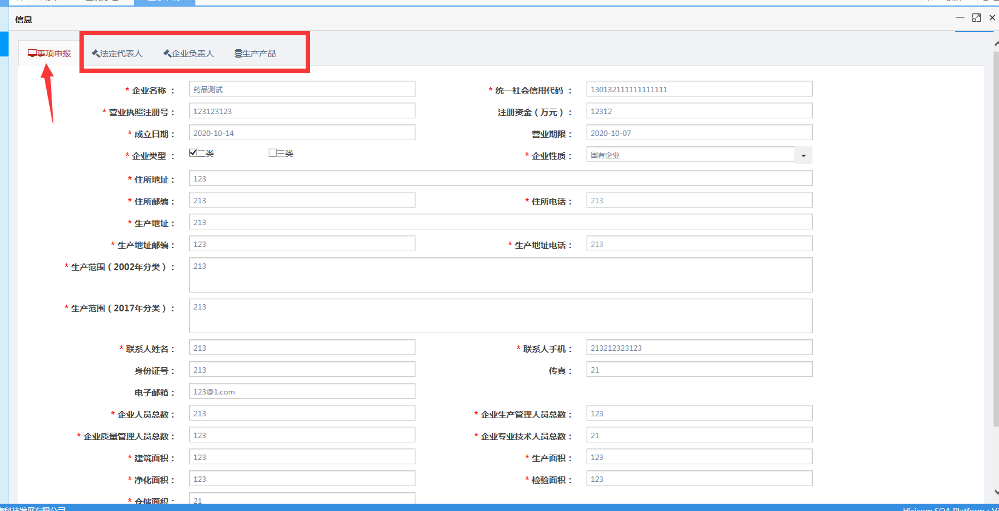 信息
事项申报 法定代表人 企业负责人 生产产品
* 企业名称 ： 药品测试 * 统一社会信用代码 ： 130132111111111111
* 营业执照注册号： 123123123 注册资金（万元）： 12312
* 成立日期： 2020-10-14 营业期限： 2020-10-07
* 企业类型 ： 二类 三类 * 企业性质： 国有企业
* 住所地址： 123
* 住所邮编： 213 * 住所电话： 213
* 生产地址： 213
* 生产地址邮编： 123 * 生产地址电话： 213
* 生产范围（2002年分类）： 213
* 生产范围（2017年分类）： 213
* 联系人姓名： 213 * 联系人手机： 213212323123
身份证号： 213 传真： 21
电子邮箱： 123@1.com
* 企业人员总数： 213 * 企业生产管理人员总数： 123
* 企业质量管理人员总数： 123 * 企业专业技术人员总数： 21
* 建筑面积： 123 * 生产面积： 123
* 净化面积： 123 * 检验面积： 123
* 仓储面积： 21
科技发展有限公司 Hisicom SOA Platform : V